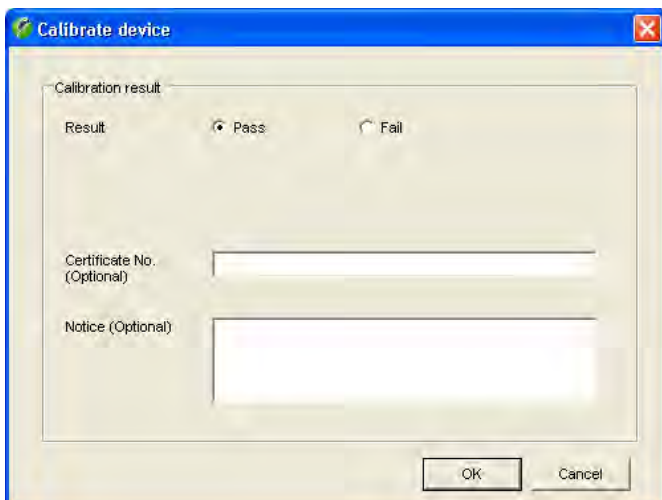 Calibrate device
Calibration result
Result Pass Fail
Certificate No.
(Optional)
Notice (Optional)
OK Cancel